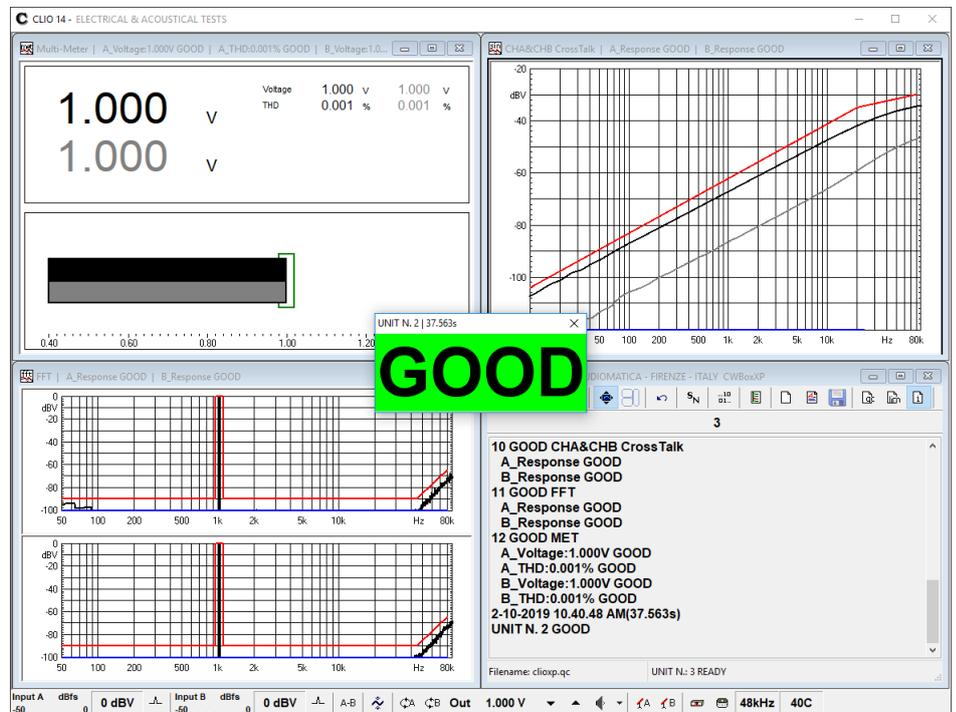 CLIO 14 - ELECTRICAL & ACOUSTICAL TESTS
Multi-Meter | A_Voltage:1.000V GOOD | A_THD:0.001% GOOD | B_Voltage:1.0...
1.000 V
1.000 V
Voltage 1.000 V 1.000 V
THD 0.001 % 0.001 %
0.40 0.60 0.80 1.00 1.20
CHA&CHB CrossTalk | A_Response GOOD | B_Response GOOD
-20
dBV
-40
-60
-80
-100
50 100 200 500 1k 2k 5k 10k Hz 80k
UNIT N. 2 | 37.563s
GOOD
FFT | A_Response GOOD | B_Response GOOD
0
dBV
-20
-40
-60
-80
-100
50 100 200 500 1k 2k 5k 10k Hz 80k
0
dBV
-20
-40
-60
-80
-100
50 100 200 500 1k 2k 5k 10k Hz 80k
- FIRENZE - ITALY CWBoxXP
3
10 GOOD CHA&CHB CrossTalk
A_Response GOOD
B_Response GOOD
11 GOOD FFT
A_Response GOOD
B_Response GOOD
12 GOOD MET
A_Voltage:1.000V GOOD
A_THD:0.001% GOOD
B_Voltage:1.000V GOOD
B_THD:0.001% GOOD
2-10-2019 10.40.48 AM(37.563s)
UNIT N. 2 GOOD
Filename: clioxp.qc UNIT N.: 3 READY
Input A dBfs
-50 0
0 dBV
Input B dBfs
-50 0
0 dBV
A-B
Out 1.000 V
48kHz 40C